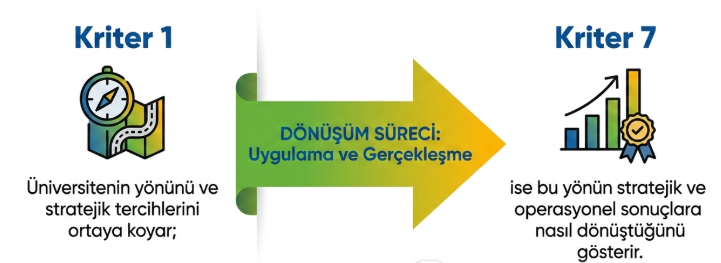 Kriter 1
Üniversitenin yönünü ve
stratejik tercihlerini
ortaya koyar;
DÖNÜŞÜM SÜRECİ:
Uygulama ve Gerçekleşme
Kriter 7
ise bu yönün stratejik ve
operasyonel sonuçlara
nasıl dönüştüğünü
gösterir.